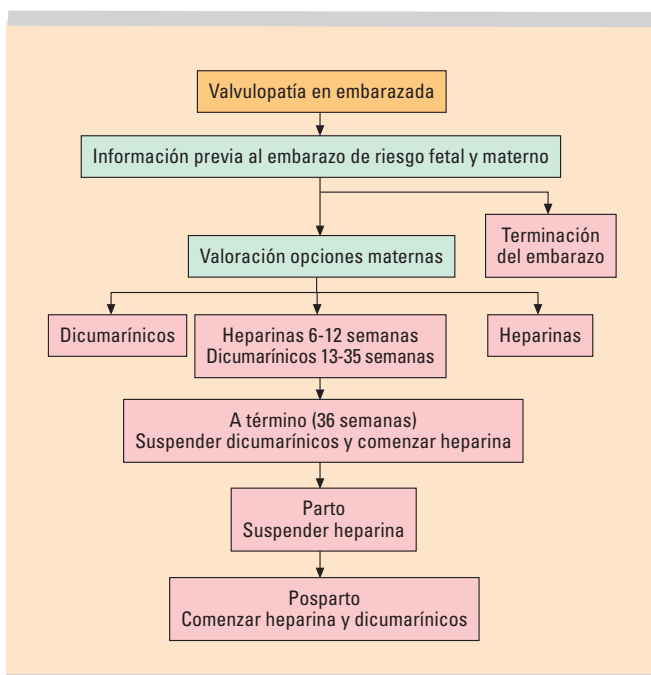 Valvulopatía en embarazada
Información previa al embarazo de riesgo fetal y materno
Terminación
del embarazo
Valoración opciones maternas
Dicumarínicos
Heparinas 6-12 semanas
Dicumarínicos 13-35 semanas
Heparinas
A término (36 semanas)
Suspender dicumarínicos y comenzar heparina
Parto
Suspender heparina
Posparto
Comenzar heparina y dicumarínicos